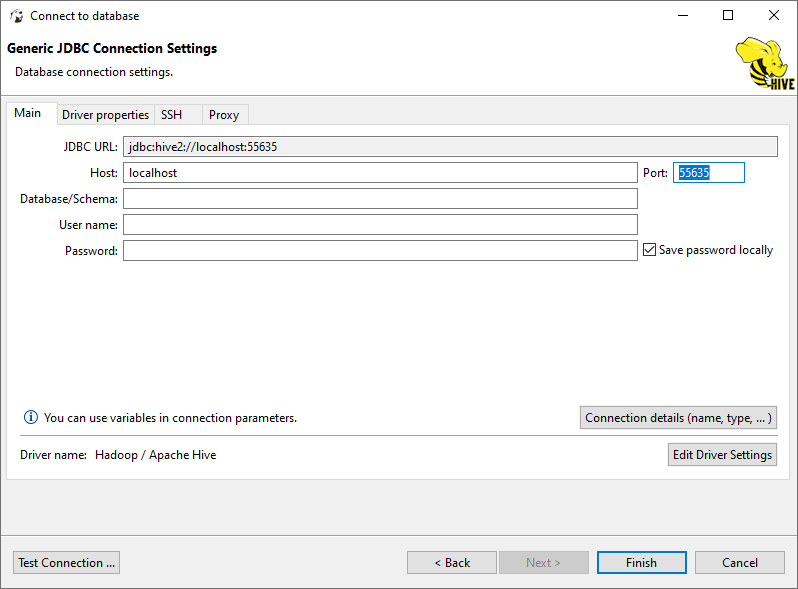 Connect to database
Generic JDBC Connection Settings
Database connection settings.
HIVE
Main Driver properties SSH Proxy
JDBC URL: jdbc:hive2://localhost:55635
Host: localhost Port: 55635
Database/Schema:
User name:
Password: Save password locally
You can use variables in connection parameters. Connection details (name, type, ... )
Driver name: Hadoop / Apache Hive Edit Driver Settings
Test Connection ... < Back Next > Finish Cancel